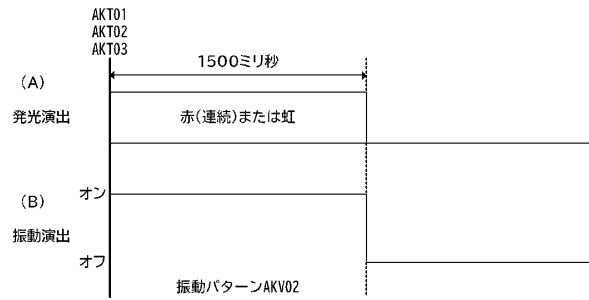 AKT01
AKT02
AKT03
1500ミリ秒
(A)
発光演出
赤(連続)または虹
(B)
振動演出
オン
オフ
振動パターンAKV02